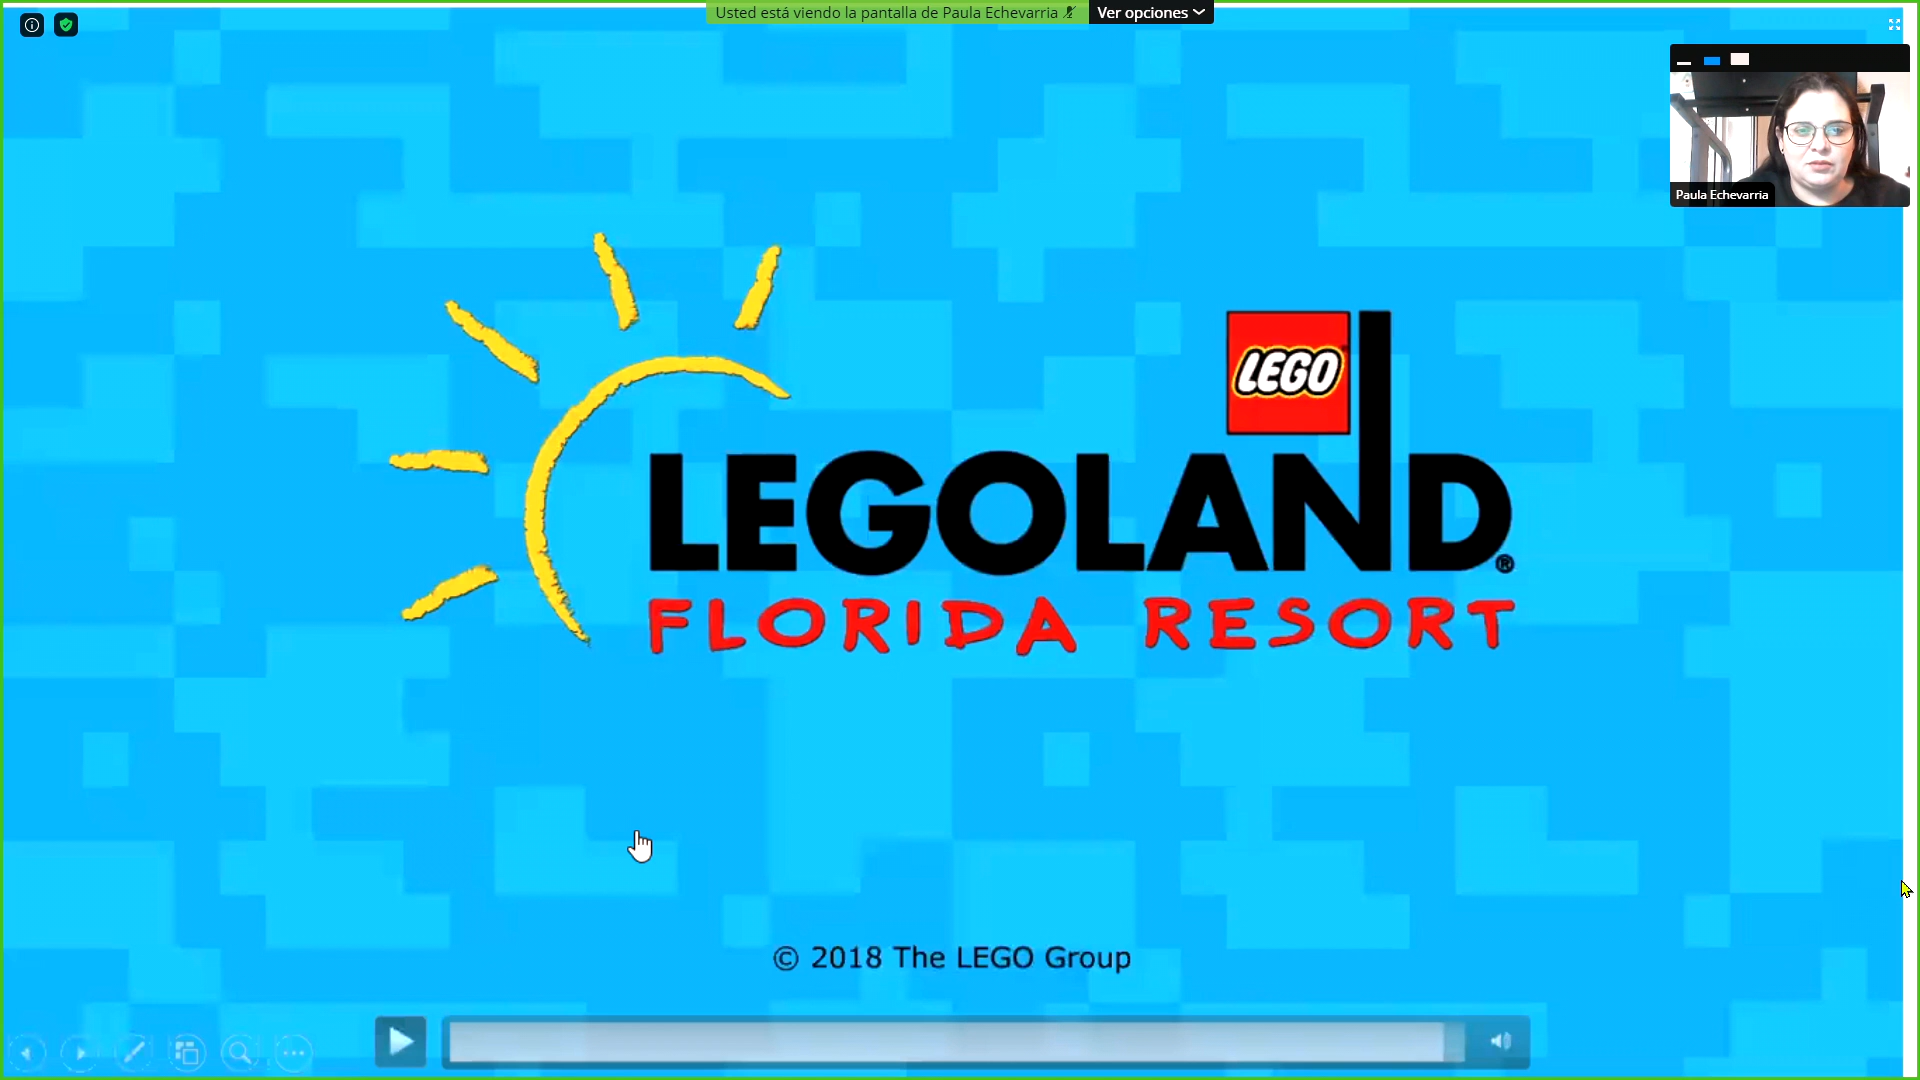 Usted está viendo la pantalla de Paula Echevarria
Ver opciones
Paula Echevarria
LEGO
LEGOLAND®
FLORIDA RESORT
© 2018 The LEGO Group